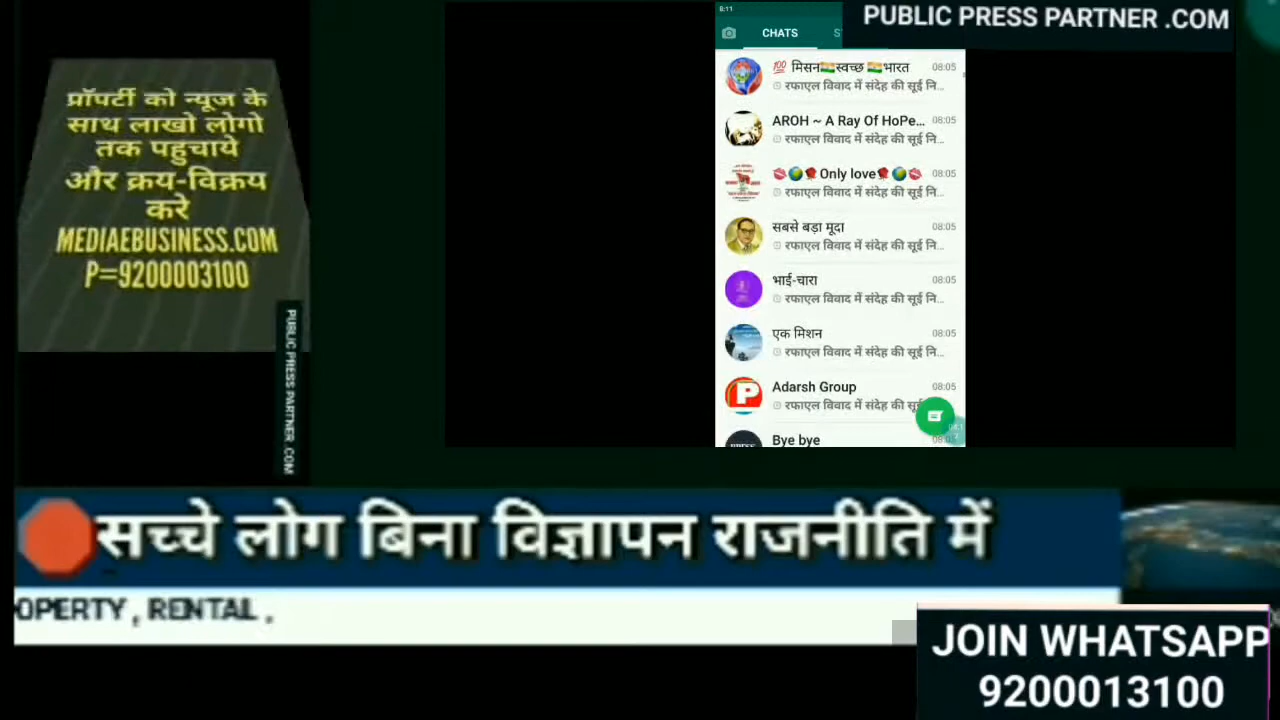 8:11
CHATS
PUBLIC PRESS PARTNER .COM
प्रॉपर्टी को न्यूज के
साथ लाखो लोगो
तक पहुचाये
और क्रय-विक्रय
करे
MEDIAEBUSINESS.COM
P=9200003100
PUBLIC PRESS PARTNER .COM
💯 मिसन🇮🇳स्वच्छ 🇮🇳भारत 08:05
रफाएल विवाद में संदेह की सूई नि...
AROH ~ A Ray Of HoPe... 08:05
रफाएल विवाद में संदेह की सूई नि...
💋🌍🌹Only love🌹🌍💋 08:05
रफाएल विवाद में संदेह की सूई नि...
सबसे बड़ा मूदा 08:05
रफाएल विवाद में संदेह की सूई नि...
भाई-चारा 08:05
रफाएल विवाद में संदेह की सूई नि...
एक मिशन 08:05
रफाएल विवाद में संदेह की सूई नि...
Adarsh Group 08:05
रफाएल विवाद में संदेह की सूई
Bye bye
सच्चे लोग बिना विज्ञापन राजनीति में
OPERTY, RENTAL,
JOIN WHATSAPP
9200013100